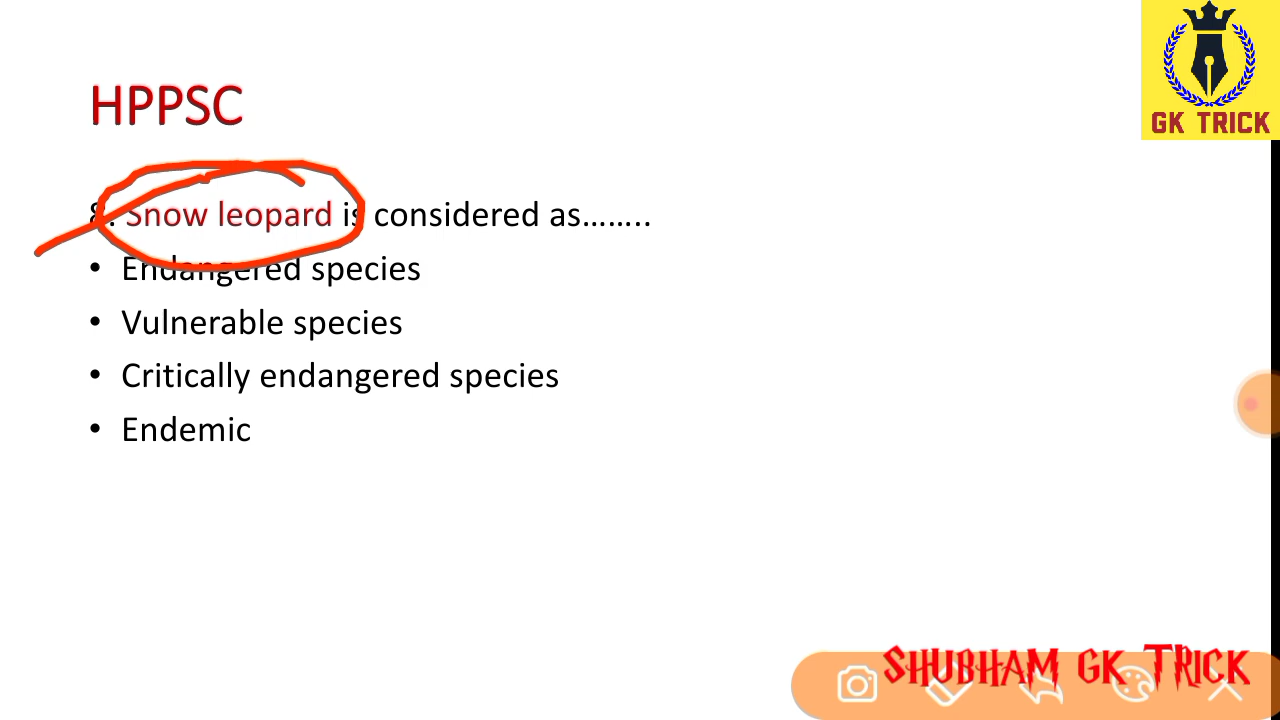 GK TRICK
HPPSC
8. Snow leopard is considered as........
• Endangered species
• Vulnerable species
• Critically endangered species
• Endemic
SHUBHAM GK TRICK